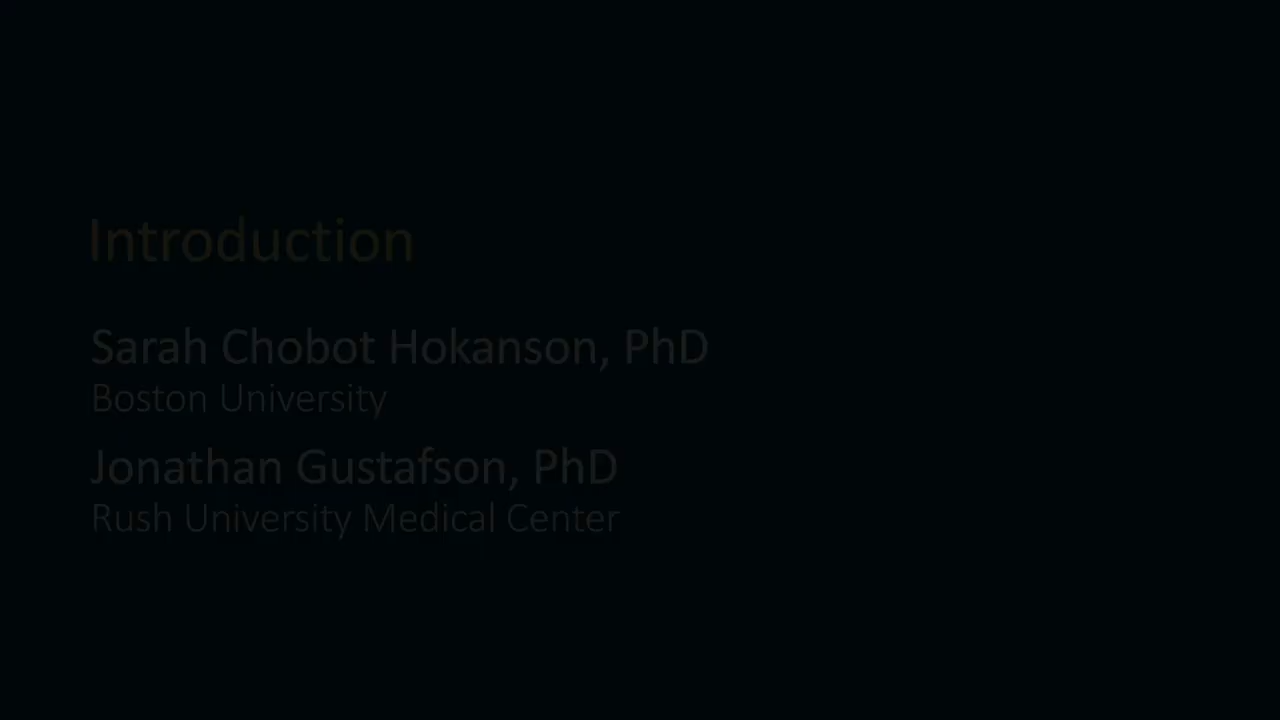 Introduction
Sarah Chobot Hokanson, PhD
Boston University
Jonathan Gustafson, PhD
Rush University Medical Center